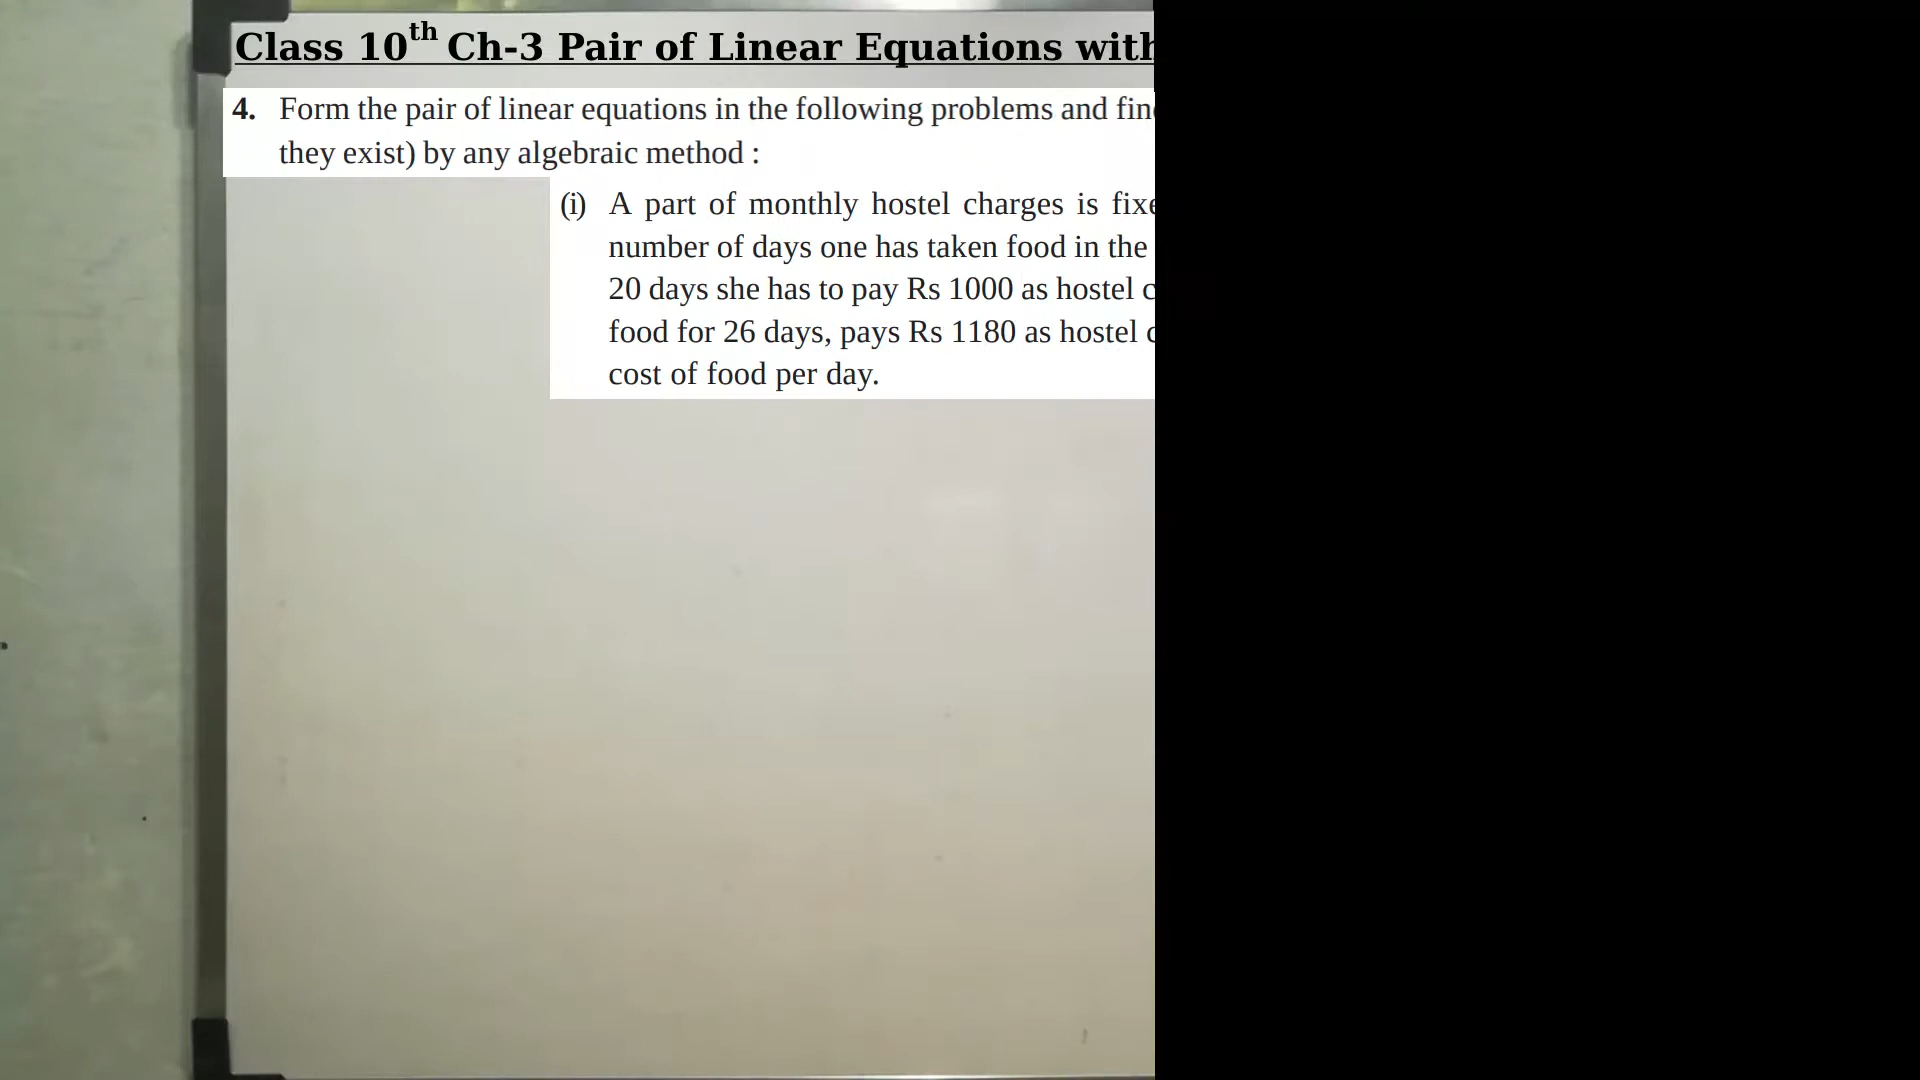 Class 10th Ch-3 Pair of Linear Equations with
4. Form the pair of linear equations in the following problems and
they exist) by any algebraic method :
(i) A part of monthly hostel charges is
number of days one has taken food in the
20 days she has to pay Rs 1000 as hostel
food for 26 days, pays Rs 1180 as hostel
cost of food per day.